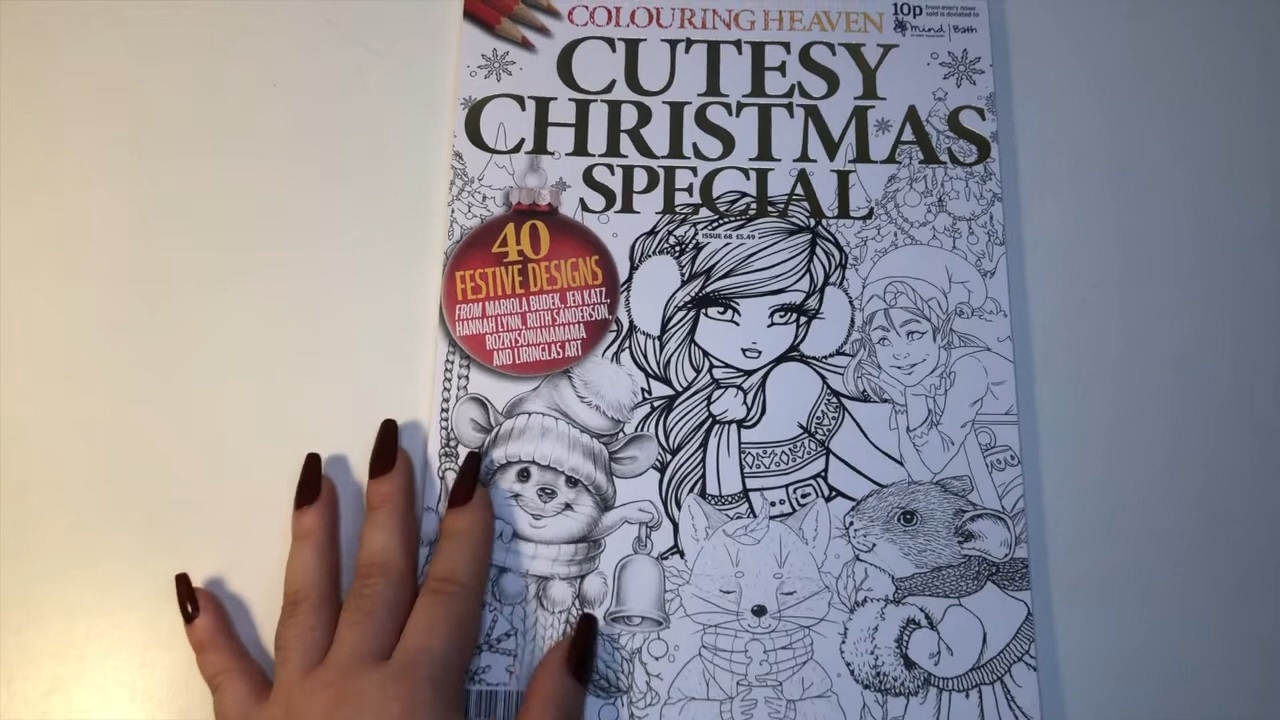 COLOURING HEAVEN
10p from every issue
sold is donated to
mind | Bath
CUTESY
CHRISTMAS
SPECIAL
ISSUE 68 £5.49
40
FESTIVE DESIGNS
FROM MARIOLA BUDEK, JEN KATZ,
HANNAH LYNN, RUTH SANDERSON,
ROZRYSOWANAMAMA
AND LIRINGLAS ART